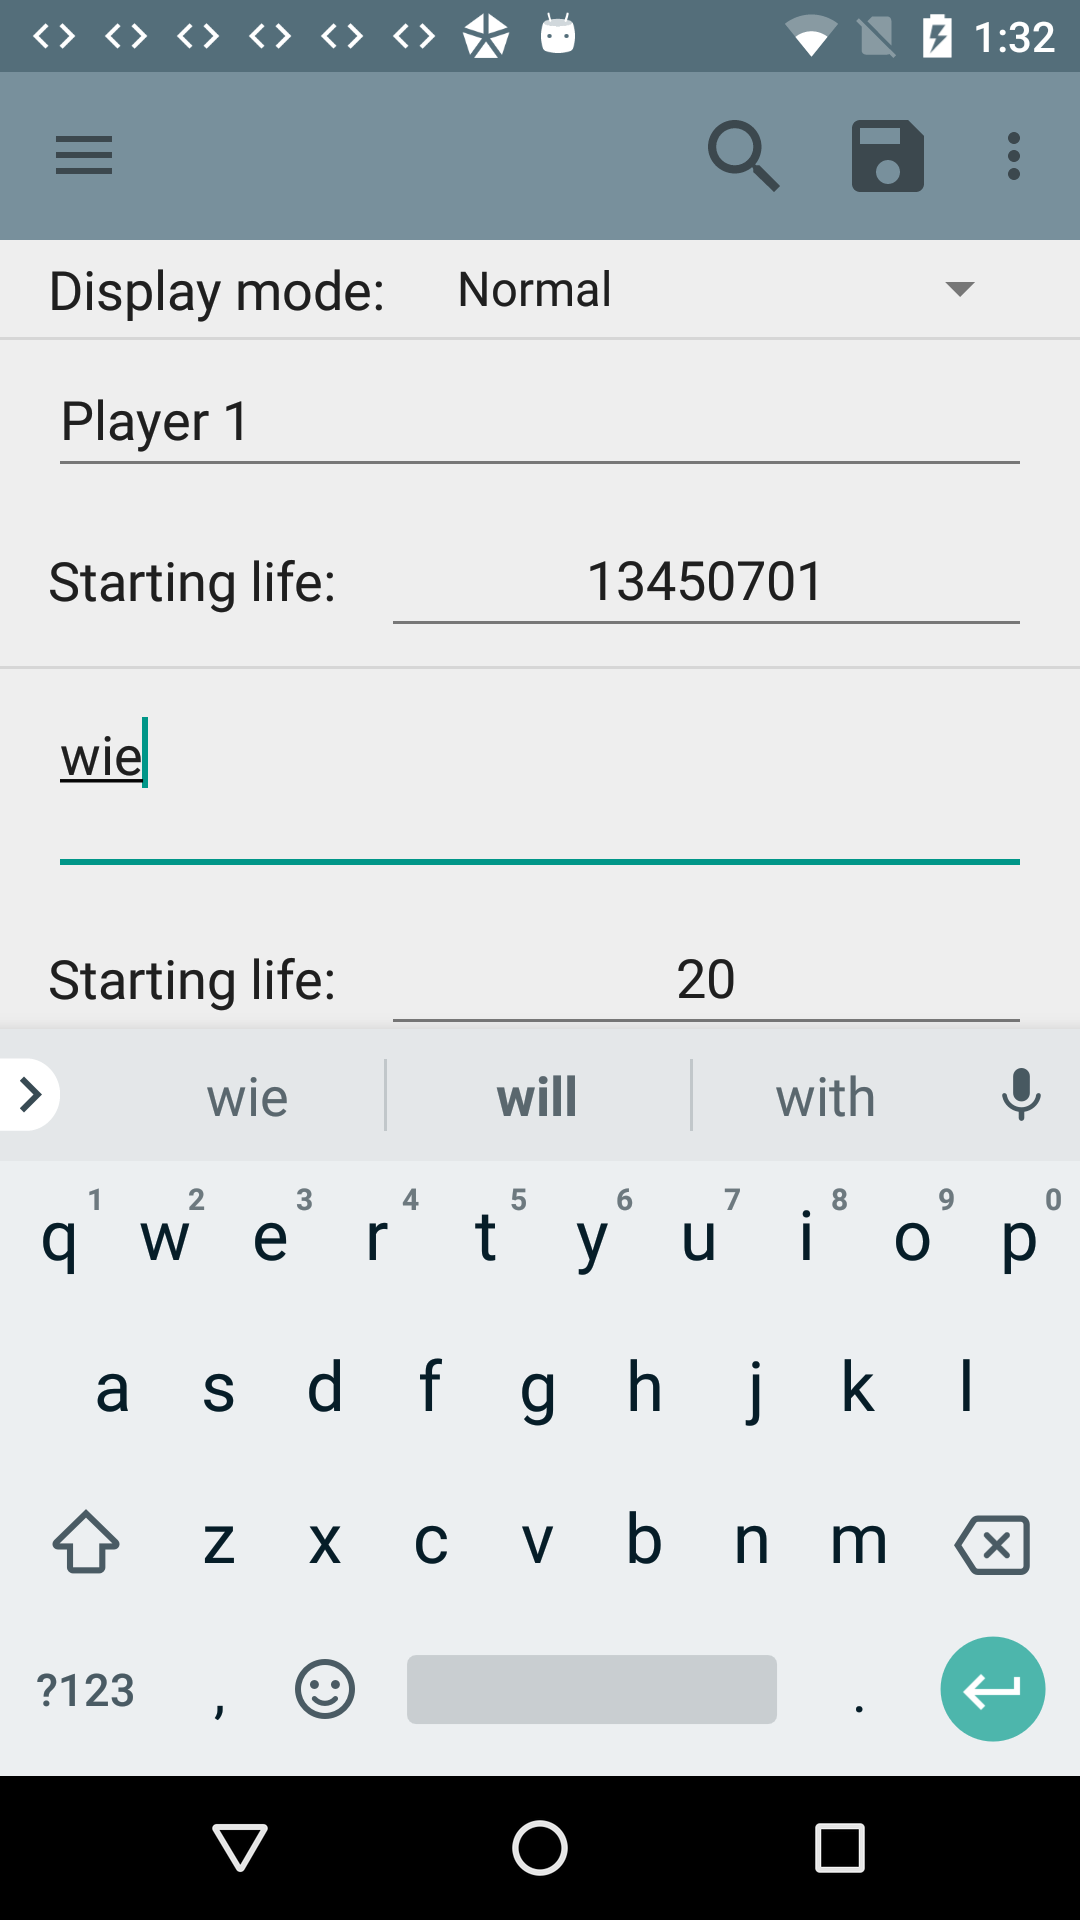 1:32
Display mode: Normal
Player 1
Starting life: 13450701
wie
Starting life: 20
wie will with
1 2 3 4 5 6 7 8 9 0
q w e r t y u i o p
a s d f g h j k l
z x c v b n m
?123 , .